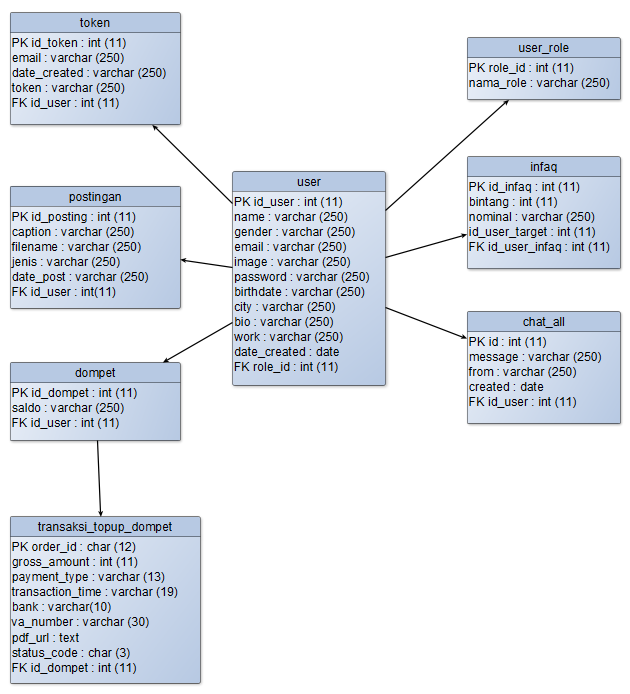 token
PK id_token : int (11)
email : varchar (250)
date_created : varchar (250)
token : varchar (250)
FK id_user : int (11)
user_role
PK role_id : int (11)
nama_role : varchar (250)
postingan
PK id_posting : int (11)
caption : varchar (250)
filename : varchar (250)
jenis : varchar (250)
date_post : varchar (250)
FK id_user : int(11)
user
PK id_user : int (11)
name : varchar (250)
gender : varchar (250)
email : varchar (250)
image : varchar (250)
password : varchar (250)
birthdate : varchar (250)
city : varchar (250)
bio : varchar (250)
work : varchar (250)
date_created : date
FK role_id : int (11)
infaq
PK id_infaq : int (11)
bintang : int (11)
nominal : varchar (250)
id_user_target : int (11)
FK id_user_infaq : int (11)
chat_all
PK id : int (11)
message : varchar (250)
from : varchar (250)
created : date
FK id_user : int (11)
dompet
PK id_dompet : int (11)
saldo : varchar (250)
FK id_user : int (11)
transaksi_topup_dompet
PK order_id : char (12)
gross_amount : int (11)
payment_type : varchar (13)
transaction_time : varchar (19)
bank : varchar(10)
va_number : varchar (30)
pdf_url : text
status_code : char (3)
FK id_dompet : int (11)